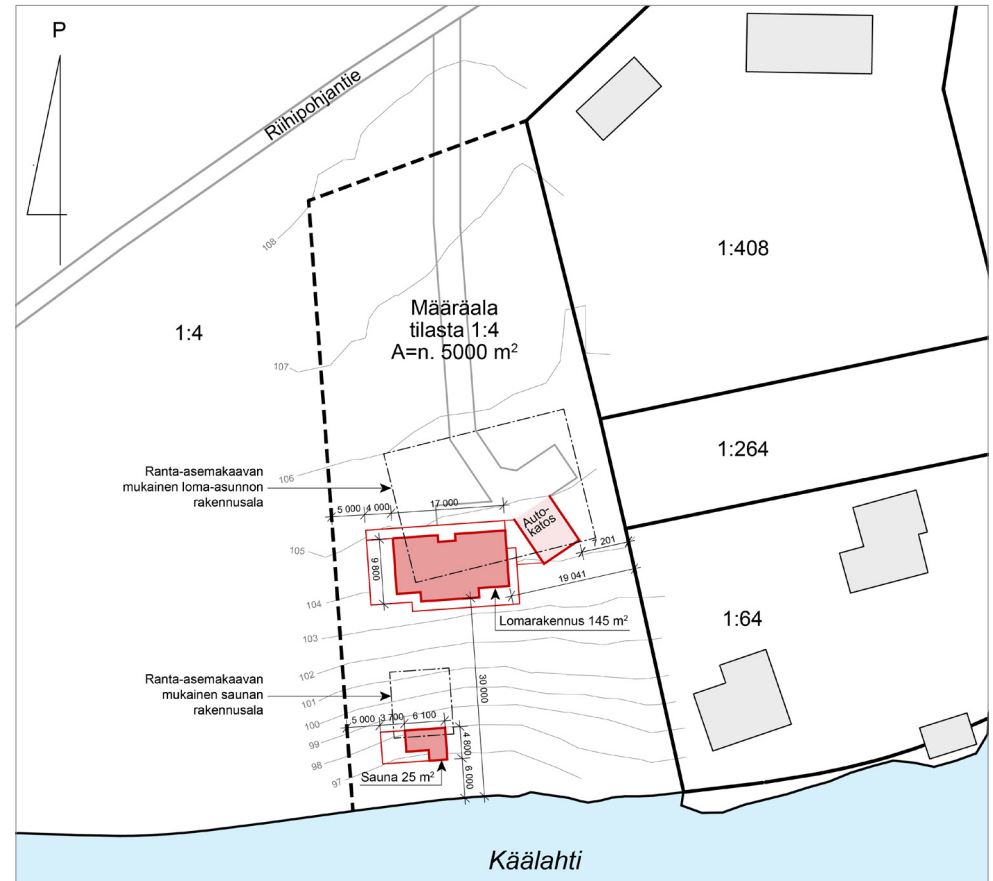 P
Riihipohjantie
108
1:408
Määräala
tilasta 1:4
A=n. 5000 m²
1:4
107
1:264
Ranta-asemakaavan
mukainen loma-asunnon
rakennusala
106
5 000
4 000
17 000
Auto-
katos
201
105
9 800
19 041
104
Lomarakennus 145 m²
1:64
103
102
Ranta-asemakaavan
mukainen saunan
rakennusala
101
30 000
100
5 000
3 700
6 100
99
4 800
98
6 000
97
Sauna 25 m²
Käälahti